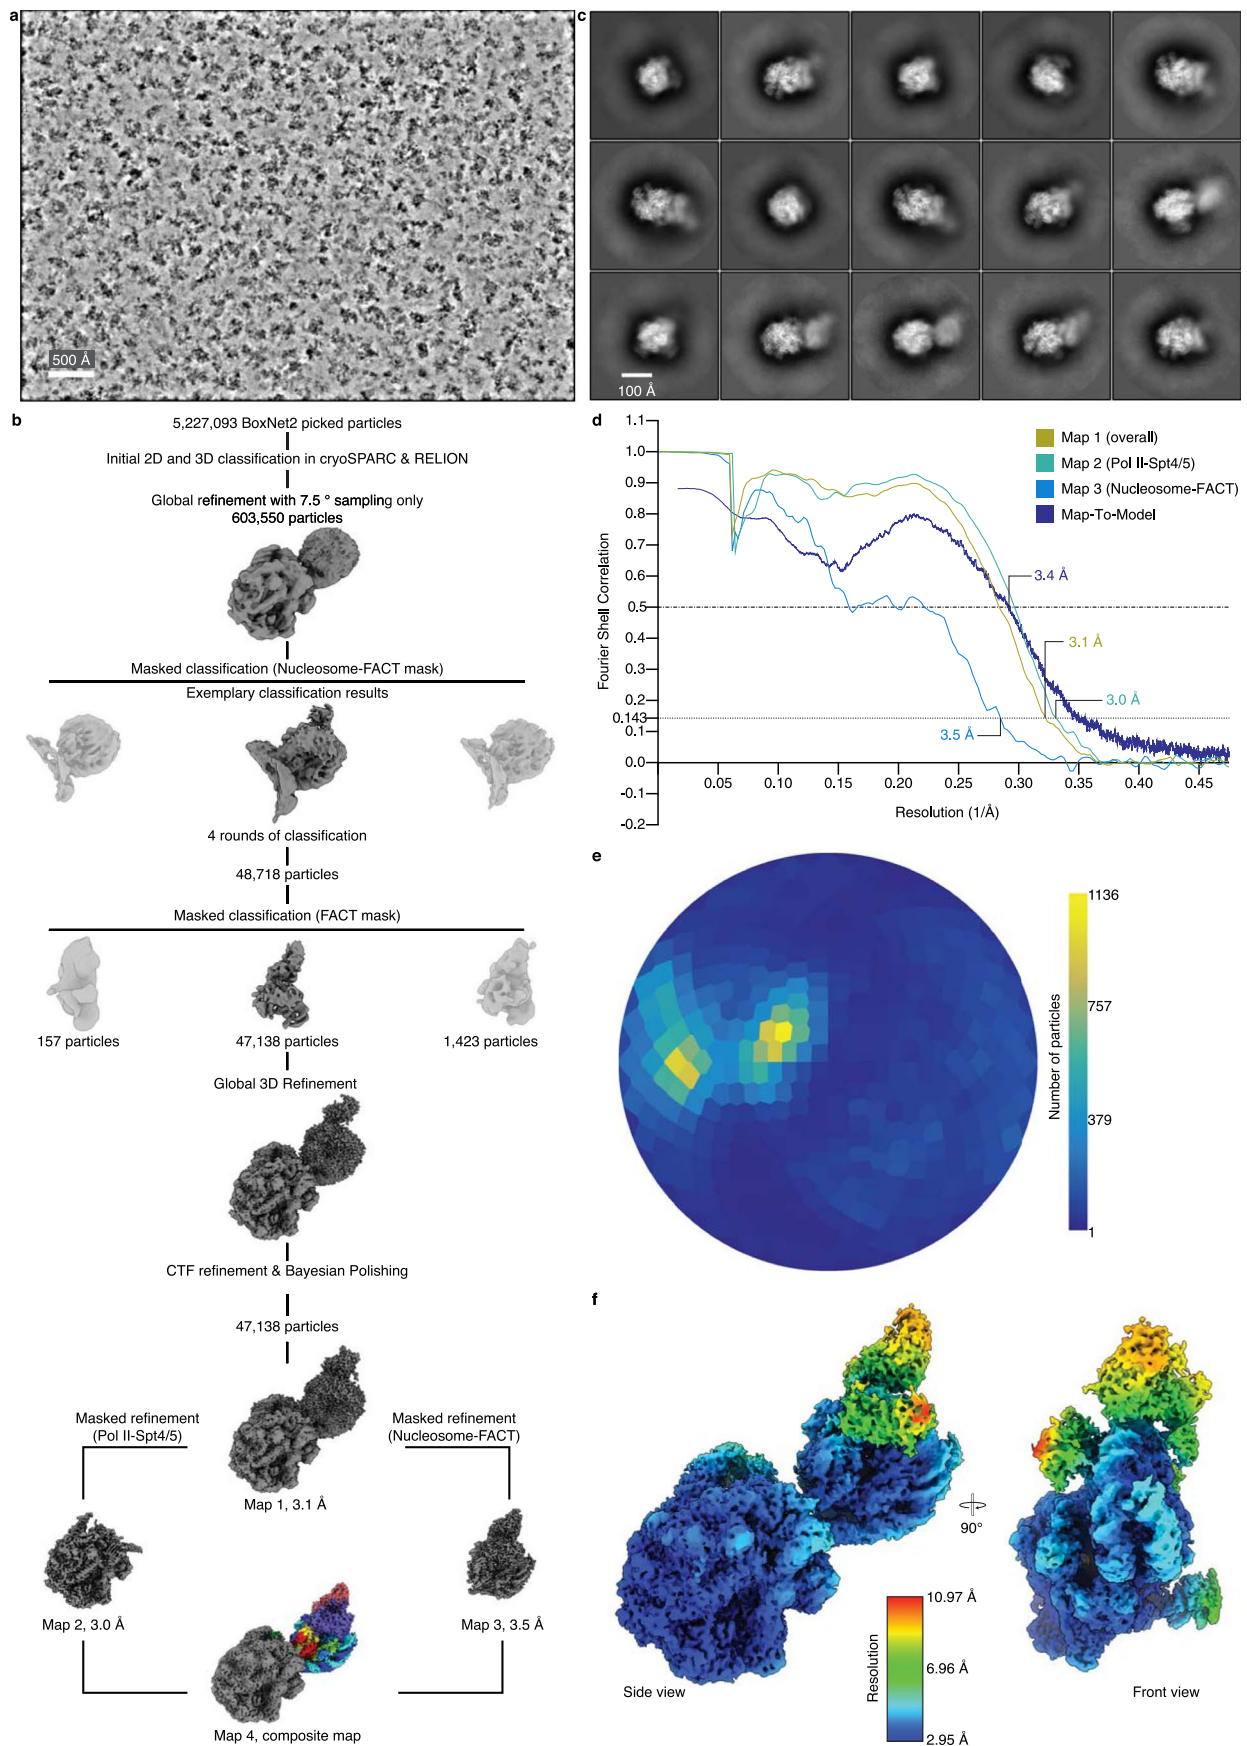 a
500 Å
c
100 Å
b
5,227,093 BoxNet2 picked particles
Initial 2D and 3D classification in cryoSPARC & RELION
Global refinement with 7.5 ° sampling only
603,550 particles
Masked classification (Nucleosome-FACT mask)
Exemplary classification results
4 rounds of classification
48,718 particles
Masked classification (FACT mask)
157 particles
47,138 particles
1,423 particles
Global 3D Refinement
CTF refinement & Bayesian Polishing
47,138 particles
Masked refinement
(Pol II-Spt4/5)
Masked refinement
(Nucleosome-FACT)
Map 1, 3.1 Å
Map 2, 3.0 Å
Map 3, 3.5 Å
Map 4, composite map
d
Fourier Shell Correlation
1.1
1.0
0.9
0.8
0.7
0.6
0.5
0.4
0.3
0.2
0.143
0.1
0.0
-0.1
-0.2
0.05
0.10
0.15
0.20
0.25
0.30
0.35
0.40
0.45
Resolution (1/Å)
Map 1 (overall)
Map 2 (Pol II-Spt4/5)
Map 3 (Nucleosome-FACT)
Map-To-Model
3.4 Å
3.1 Å
3.0 Å
3.5 Å
e
Number of particles
1136
757
379
1
f
90°
Side view
Front view
Resolution
10.97 Å
6.96 Å
2.95 Å